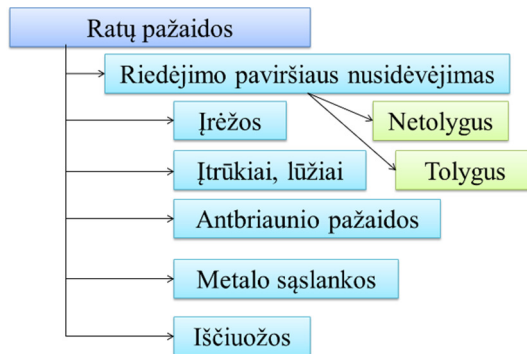 Ratų pažaidos
Riedėjimo paviršiaus nusidėvėjimas
Įrėžos
Netolygus
Įtrūkiai, lūžiai
Tolygus
Antbriaunio pažaidos
Metalo sąslankos
Iščiuožos